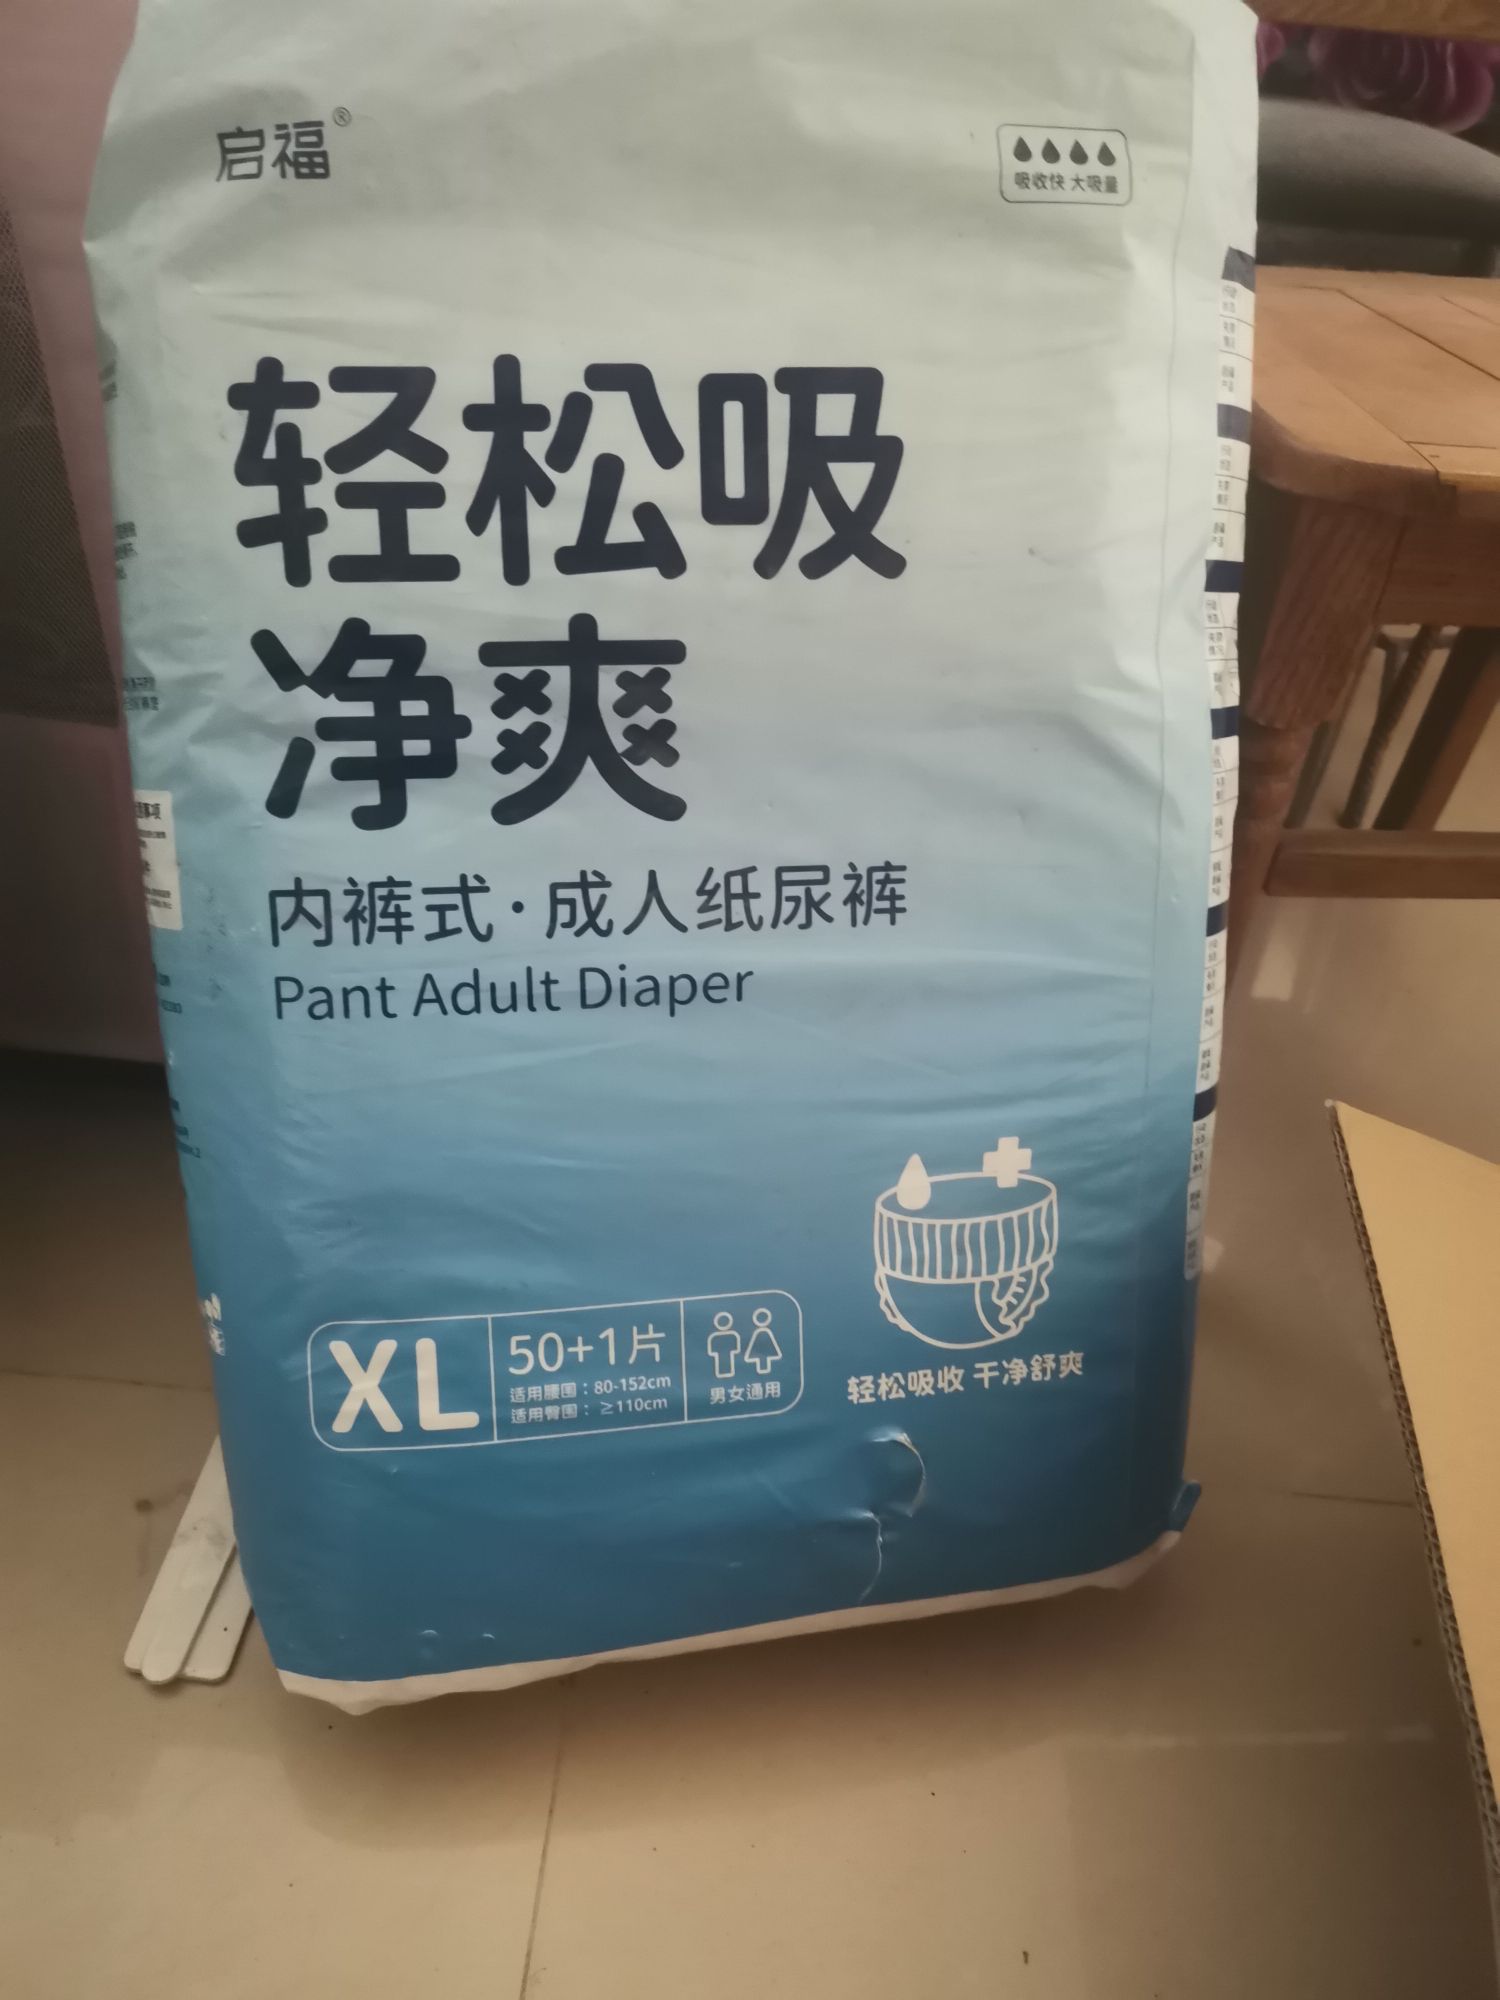 启福®
吸收快 大吸量
轻松吸
净爽
内裤式·成人纸尿裤
Pant Adult Diaper
XL
50+1片
适用腰围：80-152cm
适用臀围：≥110cm
男女通用
轻松吸收 干净舒爽